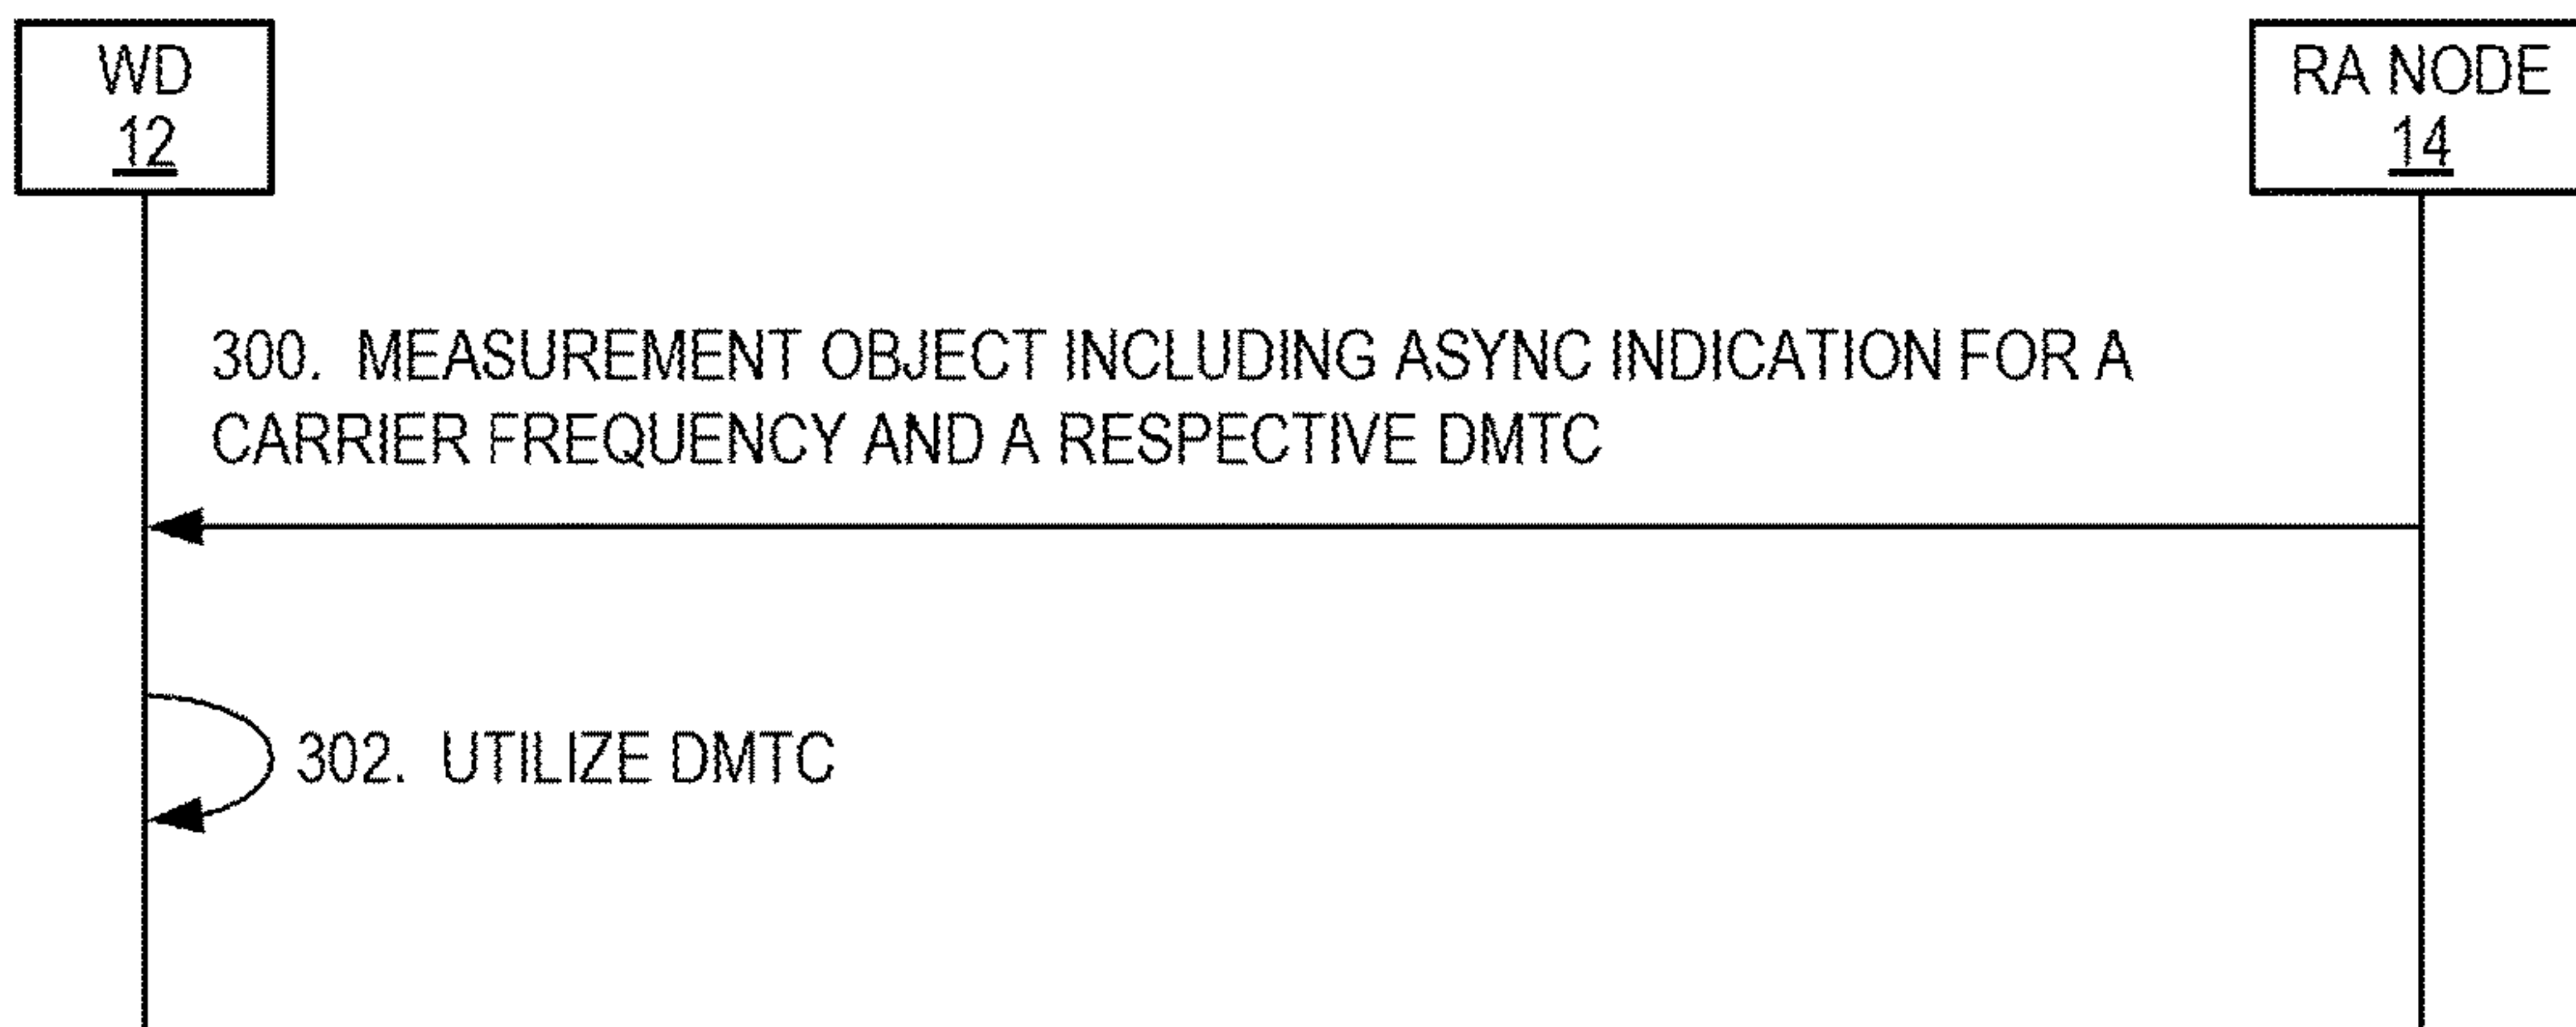 WD
12
RA NODE
14
300. MEASUREMENT OBJECT INCLUDING ASYNC INDICATION FOR A
CARRIER FREQUENCY AND A RESPECTIVE DMTC
302. UTILIZE DMTC